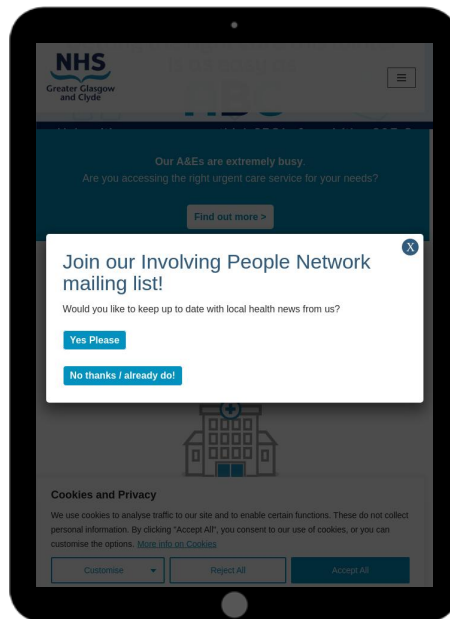 NHS
Greater Glasgow
and Clyde
ABC
Our A&Es are extremely busy.
Are you accessing the right urgent care service for your needs?
Find out more >
X
Join our Involving People Network
mailing list!
Would you like to keep up to date with local health news from us?
Yes Please
No thanks / already do!
Cookies and Privacy
We use cookies to analyse traffic to our site and to enable certain functions. These do not collect
personal information. By clicking "Accept All", you consent to our use of cookies, or you can
customise the options. More info on Cookies
Customise
Reject All
Accept All